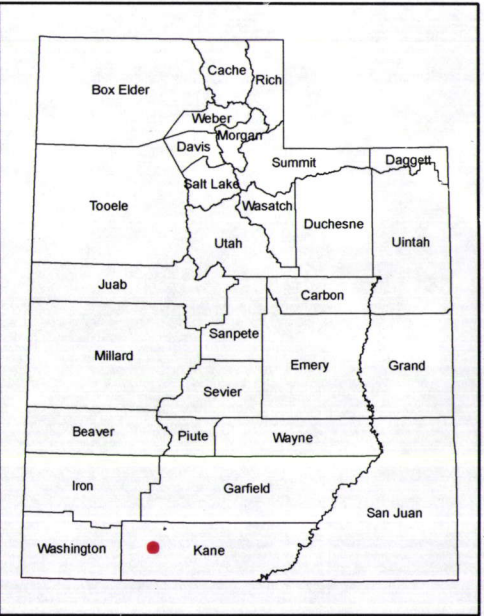 Cache
Rich
Box Elder
Weber
Morgan
Davis
Summit
Daggett
Salt Lake
Tooele
Wasatch
Duchesne
Utah
Uintah
Juab
Carbon
Sanpete
Millard
Emery
Grand
Sevier
Beaver
Piute
Wayne
Iron
Garfield
San Juan
Washington
Kane